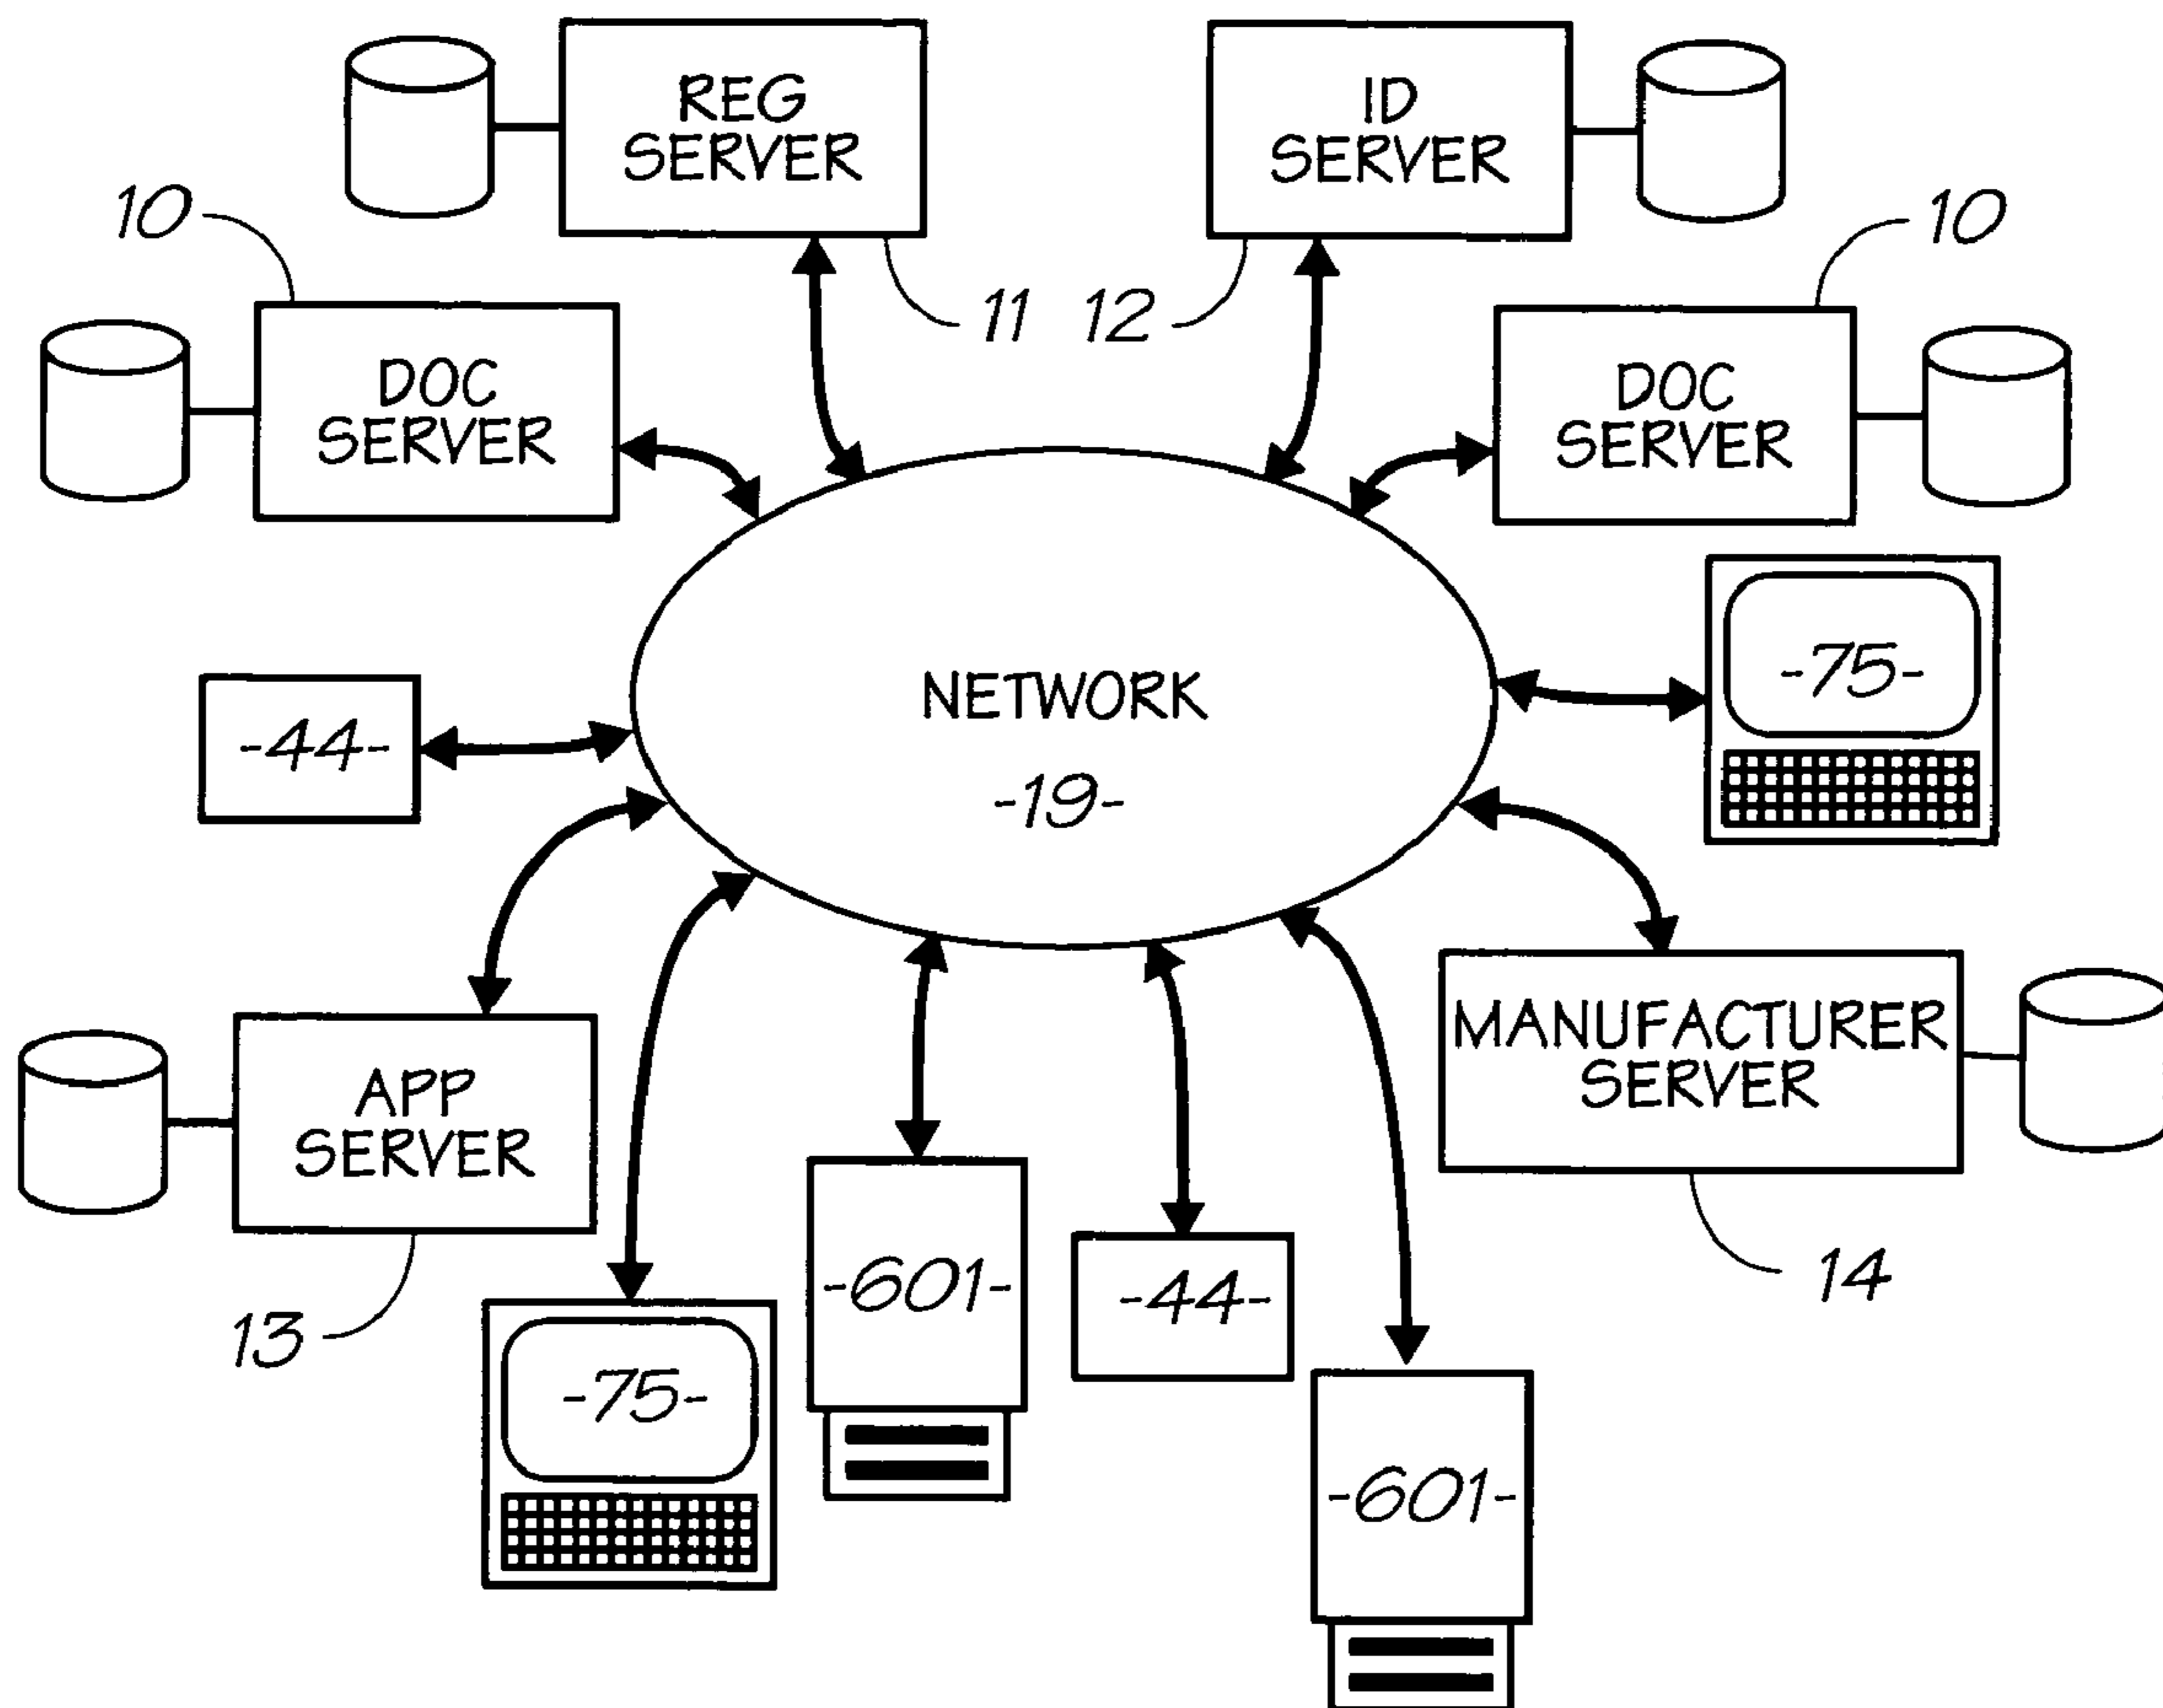 REG
SERVER
ID
SERVER
10
10
11
12
DOC
SERVER
DOC
SERVER
-75-
NETWORK
-19-
-44-
MANUFACTURER
SERVER
APP
SERVER
14
-601-
-44-
13
-75-
-601-